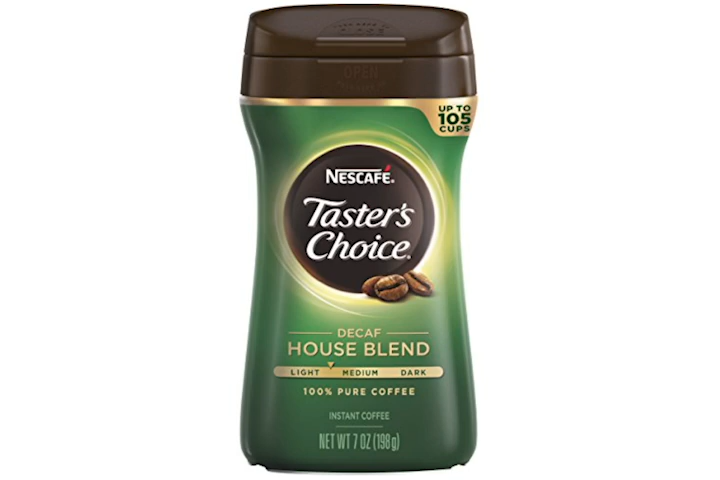 OPEN
UP TO
105
CUPS
NESCAFÉ®
Taster's
Choice®
DECAF
HOUSE BLEND
LIGHT MEDIUM DARK
100% PURE COFFEE
INSTANT COFFEE
NET WT 7 OZ (198g)